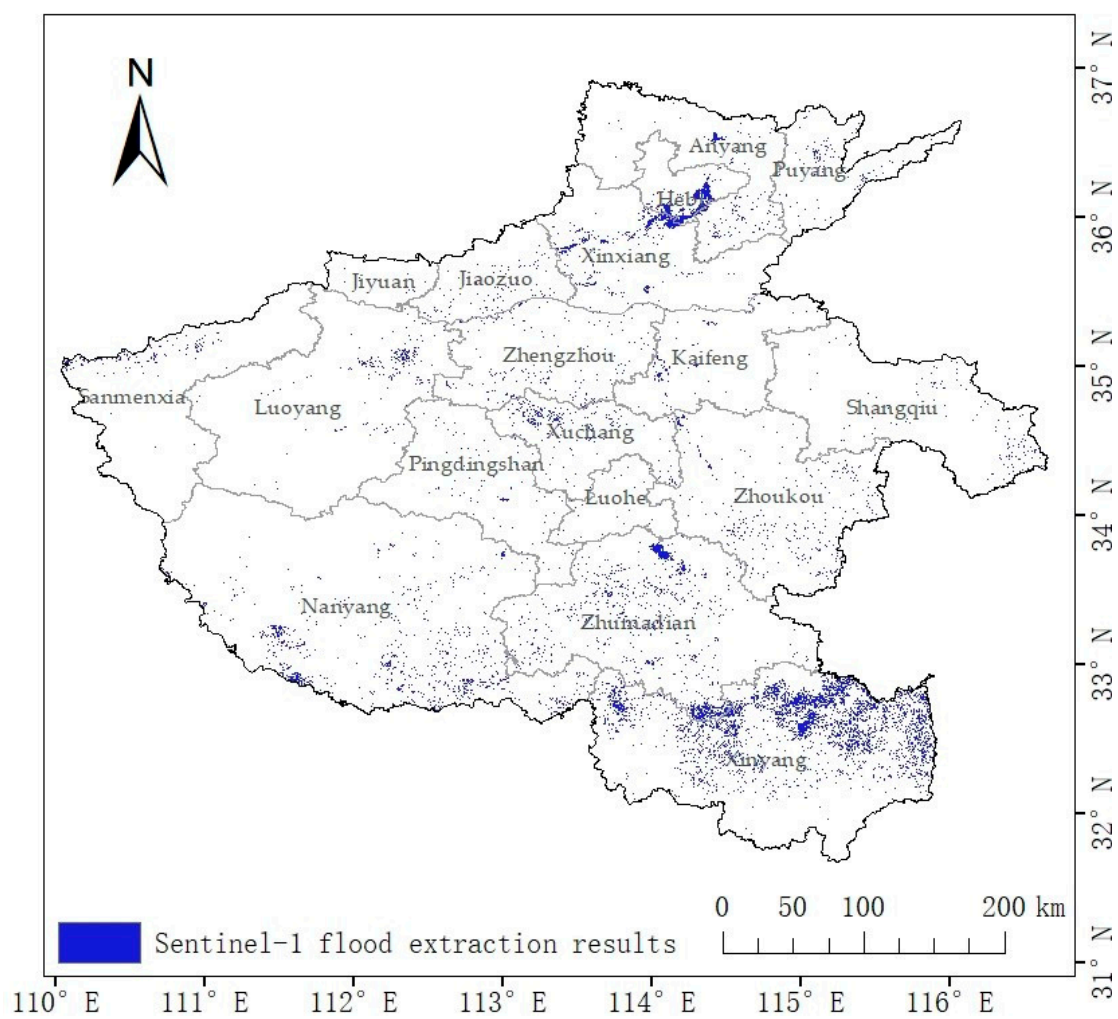 N
37° N
Anyang
Puyang
Hebi
36° N
Xinxiang
Jiyuan
Jiaozuo
Zhengzhou
Kaifeng
35° N
Sanmenxia
Luoyang
Shangqiu
Xuchang
Pingdingshan
Luohe
Zhoukou
34° N
Nanyang
Zhumadian
33° N
Xinyang
32° N
0 50 100 200 km
Sentinel-1 flood extraction results
31° N
110° E 111° E 112° E 113° E 114° E 115° E 116° E